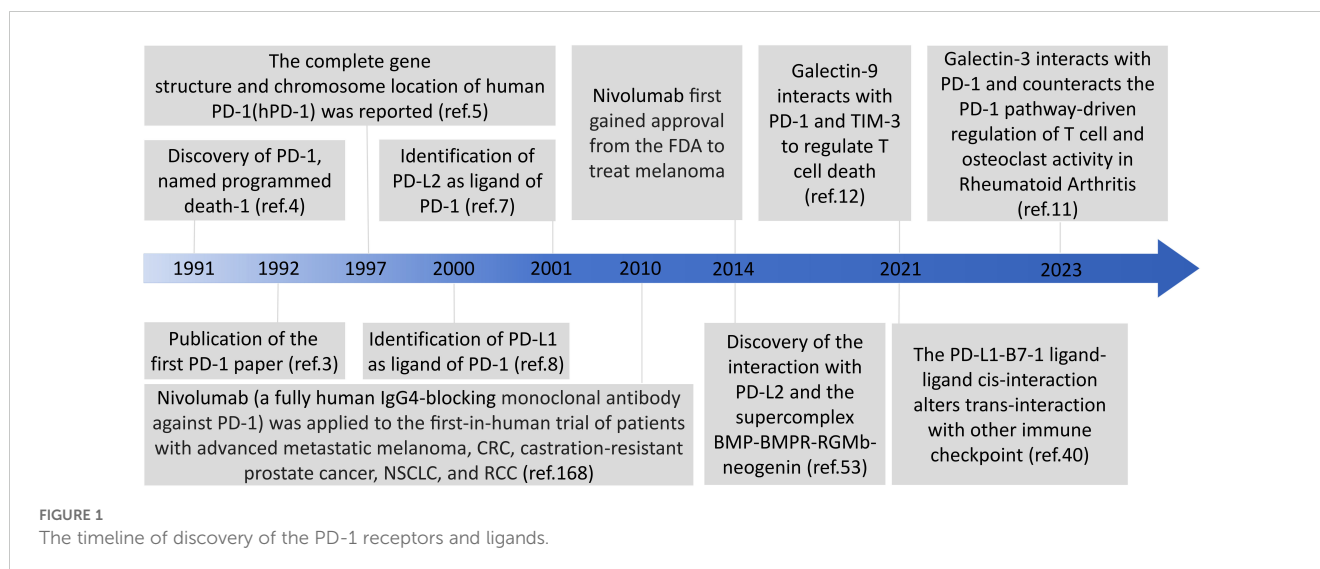 The complete gene
structure and chromosome location of human
PD-1(hPD-1) was reported (ref.5)
Discovery of PD-1,
named programmed
death-1 (ref.4)
Identification of
PD-L2 as ligand of
PD-1 (ref.7)
Nivolumab first
gained approval
from the FDA to
treat melanoma
Galectin-9
interacts with
PD-1 and TIM-3
to regulate T
cell death
(ref.12)
Galectin-3 interacts with
PD-1 and counteracts the
PD-1 pathway-driven
regulation of T cell and
osteoclast activity in
Rheumatoid Arthritis
(ref.11)
1991 1992 1997 2000 2001 2010 2014 2021 2023
Publication of the
first PD-1 paper (ref.3)
Identification of PD-L1
as ligand of PD-1 (ref.8)
Nivolumab (a fully human IgG4-blocking monoclonal antibody
against PD-1) was applied to the first-in-human trial of patients
with advanced metastatic melanoma, CRC, castration-resistant
prostate cancer, NSCLC, and RCC (ref.168)
Discovery of the
interaction with
PD-L2 and the
supercomplex
BMP-BMPR-RGMb-
neogenin (ref.53)
The PD-L1-B7-1 ligand-
ligand cis-interaction
alters trans-interaction
with other immune
checkpoint (ref.40)
FIGURE 1
The timeline of discovery of the PD-1 receptors and ligands.